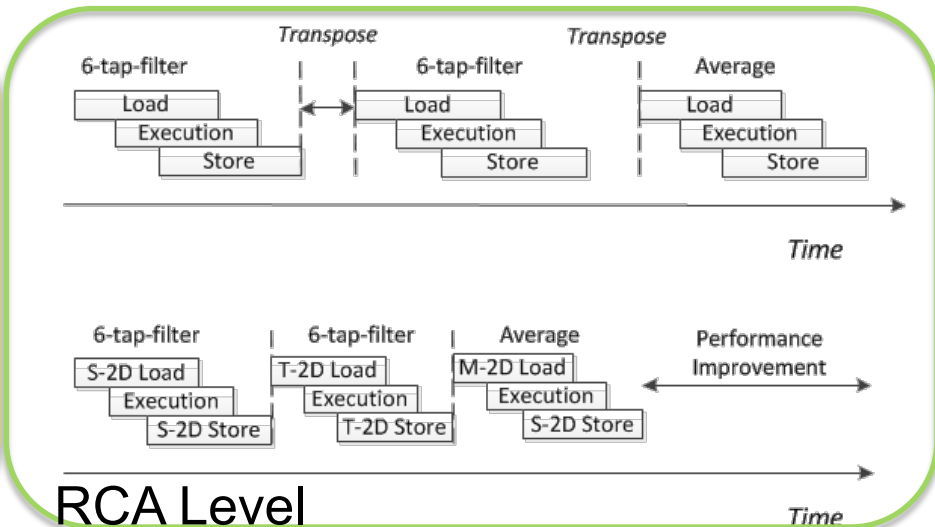 Transpose
Transpose
6-tap-filter
6-tap-filter
Average
Load
Load
Load
Execution
Execution
Execution
Store
Store
Store
Time
6-tap-filter
6-tap-filter
Average
Performance
Improvement
S-2D Load
T-2D Load
M-2D Load
Execution
Execution
Execution
S-2D Store
T-2D Store
S-2D Store
RCA Level
Time